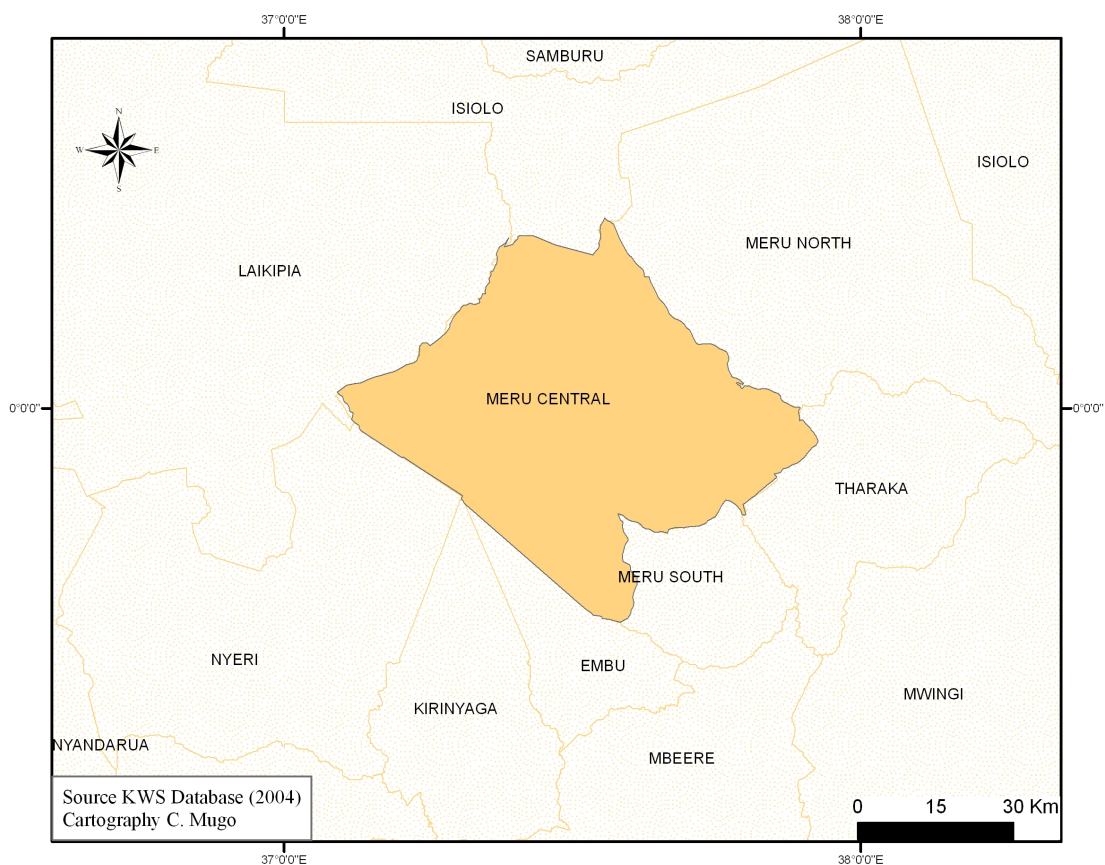 37°0'0"E
38°0'0"E
SAMBURU
ISIOLO
N
W
E
S
ISIOLO
MERU NORTH
LAIKIPIA
MERU CENTRAL
0°0'0"
0°0'0"
THARAKA
MERU SOUTH
NYERI
EMBU
MWINGI
KIRINYAGA
NYANDARUA
MBEERE
Source KWS Database (2004)
Cartography C. Mugo
0 15 30 Km
37°0'0"E
38°0'0"E